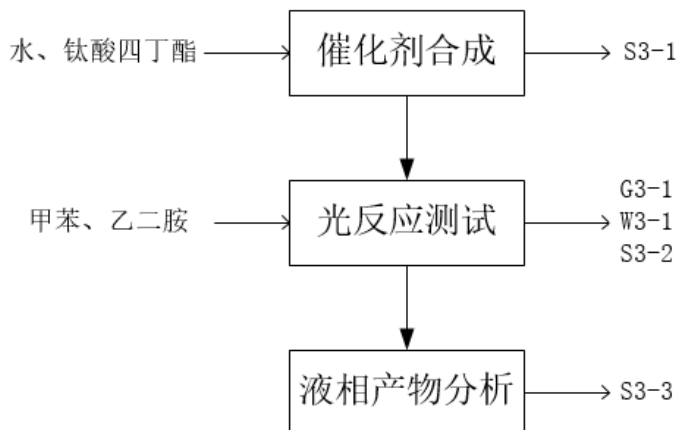 水、钛酸四丁酯
催化剂合成
S3-1
甲苯、乙二胺
光反应测试
G3-1
W3-1
S3-2
液相产物分析
S3-3